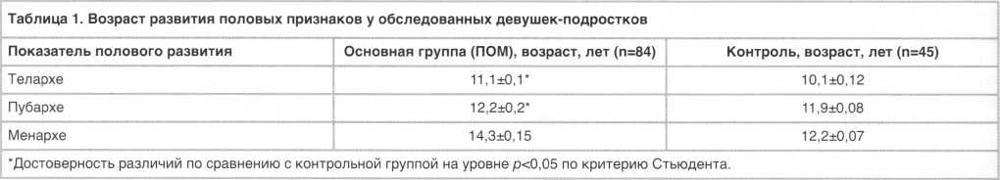 Таблица 1. Возраст развития половых признаков у обследованных девушек-подростков
Показатель полового развития Основная группа (ПОМ), возраст, лет (n=84) Контроль, возраст, лет (n=45)
Телархе 11,1±0,1* 10,1±0,12
Пубархе 12,2±0,2* 11,9±0,08
Менархе 14,3±0,15 12,2±0,07
*Достоверность различий по сравнению с контрольной группой на уровне p<0,05 по критерию Стьюдента.